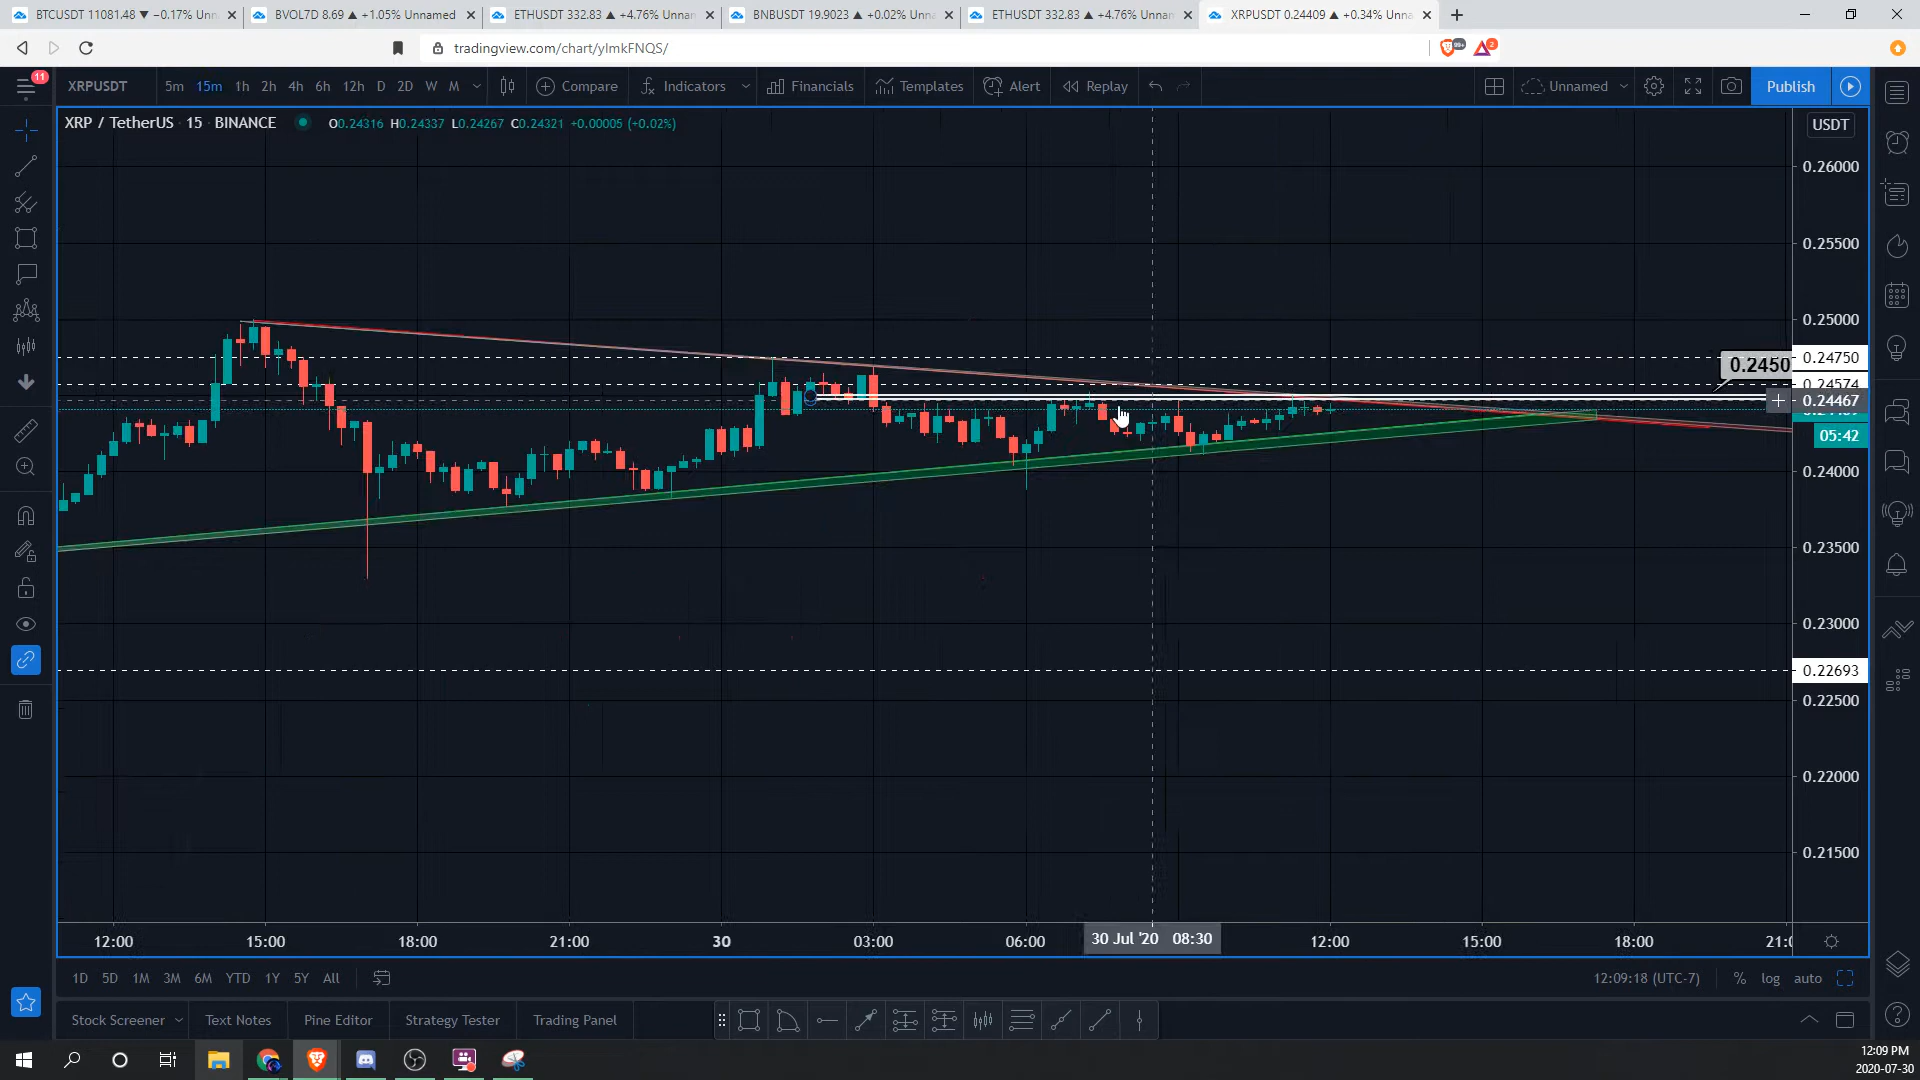 BTCUSDT 11081.48 ▼ −0.17% Unn
BVOL7D 8.69 ▲ +1.05% Unnamed
ETHUSDT 332.83 ▲ +4.76% Unnan
BNBUSDT 19.9023 ▲ +0.02% Unna
ETHUSDT 332.83 ▲ +4.76% Unnam
XRPUSDT 0.24409 ▲ +0.34% Unna
tradingview.com/chart/ylmkFNQS/
99+
2
11
XRPUSDT 5m 15m 1h 2h 4h 6h 12h D 2D W M Compare Indicators Financials Templates Alert Replay Unnamed Publish
XRP / TetherUS · 15 · BINANCE O0.24316 H0.24337 L0.24267 C0.24321 +0.00005 (+0.02%)
USDT
0.26000
0.25500
0.25000
0.24750
0.2450
0.24574
0.24467
05:42
0.24000
0.23500
0.23000
0.22693
0.22500
0.22000
0.21500
12:00 15:00 18:00 21:00 30 03:00 06:00 30 Jul '20 08:30 12:00 15:00 18:00 21:0
1D 5D 1M 3M 6M YTD 1Y 5Y All 12:09:18 (UTC-7) % log auto
Stock Screener Text Notes Pine Editor Strategy Tester Trading Panel
12:09 PM
2020-07-30